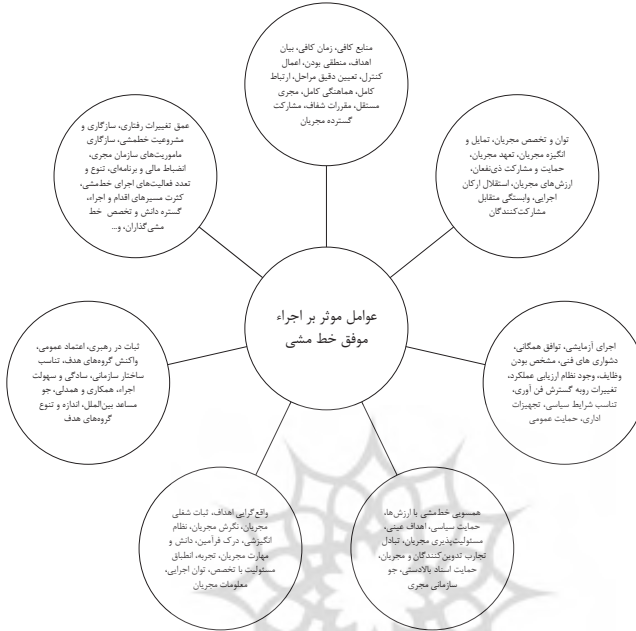 منابع کافی، زمان کافی، بیان
اهداف، منطقی بودن، اعمال
کنترل، تعیین دقیق مراحل، ارتباط
کامل، هماهنگی کامل، مجری
مستقل، مقررات شفاف، مشارکت
گسترده مجریان
توان و تخصص مجریان، تمایل و
انگیزه مجریان، تعهد مجریان،
حمایت و مشارکت ذی‌نفعان،
ارزش‌های مجریان، استقلال ارکان
اجرایی، وابستگی متقابل
مشارکت‌کنندگان
عمق تغییرات رفتاری، سازگاری و
مشروعیت خطمشی، سازگاری
ماموریت‌های سازمان مجری،
انضباط مالی و برنامه‌ای، تنوع و
تعدد فعالیت‌های اجرای خط‌مشی،
کثرت مسیرهای اقدام و اجراء،
گستره دانش و تخصص خط
مشی‌گذاران، و...
عوامل موثر بر اجراء
موفق خط مشی
اجرای آزمایشی، توافق همگانی،
دشواری های فنی، مشخص بودن
وظایف، وجود نظام ارزیابی عملکرد،
تغییرات روبه گسترش فن آوری،
تناسب شرایط سیاسی، تجهیزات
اداری، حمایت عمومی
ثبات در رهبری، اعتماد عمومی،
واکنش گروه‌های هدف، تناسب
ساختار سازمانی، سادگی و سهولت
اجراء، همکاری و همدلی، جو
مساعد بین‌الملل، اندازه و تنوع
گروه‌های هدف
همسویی خط‌مشی با ارزش‌ها،
حمایت سیاسی، اهداف عینی،
مسئولیت‌پذیری مجریان، تبادل
تجارب تدوین‌کنندگان و مجریان،
حمایت اسناد بالادستی، جو
سازمانی مجری
واقع‌گرایی اهداف، ثبات شغلی
مجریان، نگرش مجریان، نظام
انگیزشی، درک فرآمین، دانش و
مهارت مجریان، تجربه، انطباق
مسئولیت با تخصص، توان اجرایی،
معلومات مجریان